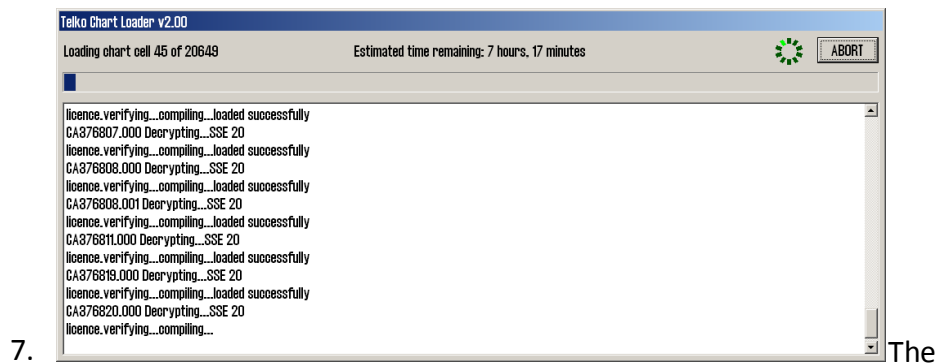 Telko Chart Loader v2.00
Loading chart cell 45 of 20649 Estimated time remaining: 7 hours, 17 minutes ABORT
licence.verifying...compiling...loaded successfully
CA376807.000 Decrypting...SSE 20
licence.verifying...compiling...loaded successfully
CA376808.000 Decrypting...SSE 20
licence.verifying...compiling...loaded successfully
CA376808.001 Decrypting...SSE 20
licence.verifying...compiling...loaded successfully
CA376811.000 Decrypting...SSE 20
licence.verifying...compiling...loaded successfully
CA376819.000 Decrypting...SSE 20
licence.verifying...compiling...loaded successfully
CA376820.000 Decrypting...SSE 20
licence.verifying...compiling...
7. The